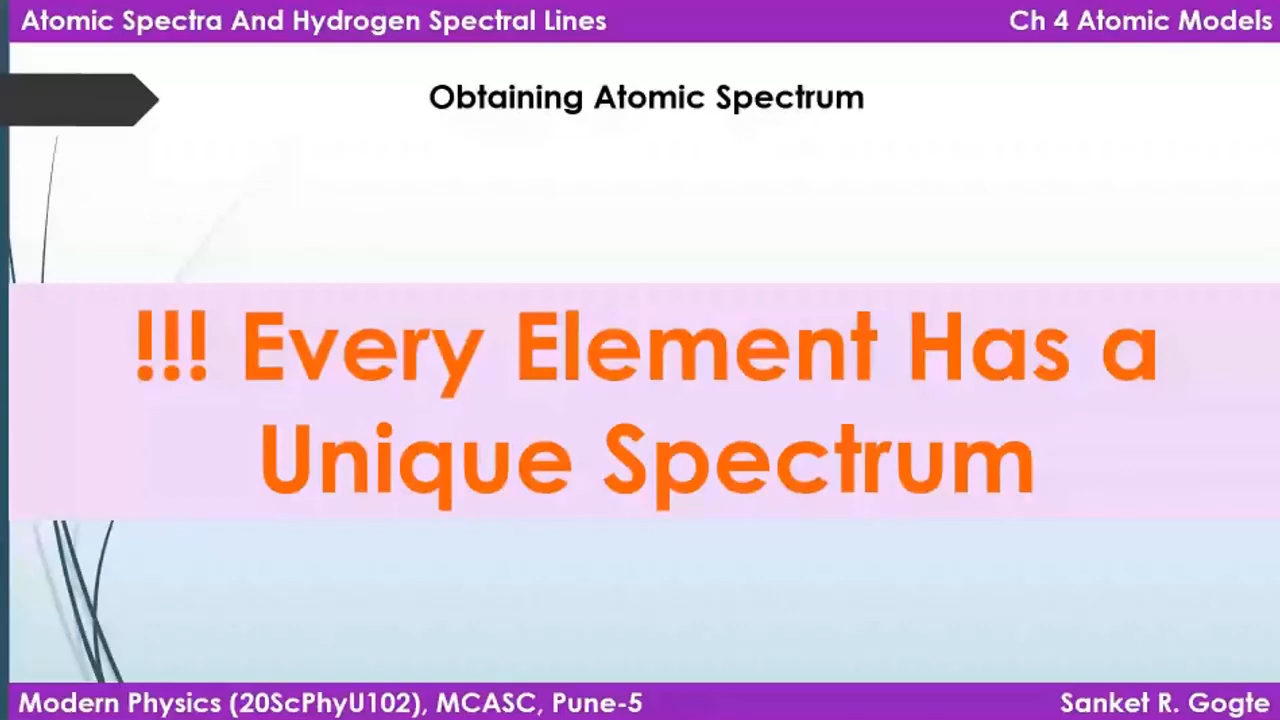 Atomic Spectra And Hydrogen Spectral Lines
Ch 4 Atomic Models
Obtaining Atomic Spectrum
!!! Every Element Has a
Unique Spectrum
Modern Physics (20ScPhyU102), MCASC, Pune-5
Sanket R. Gogte